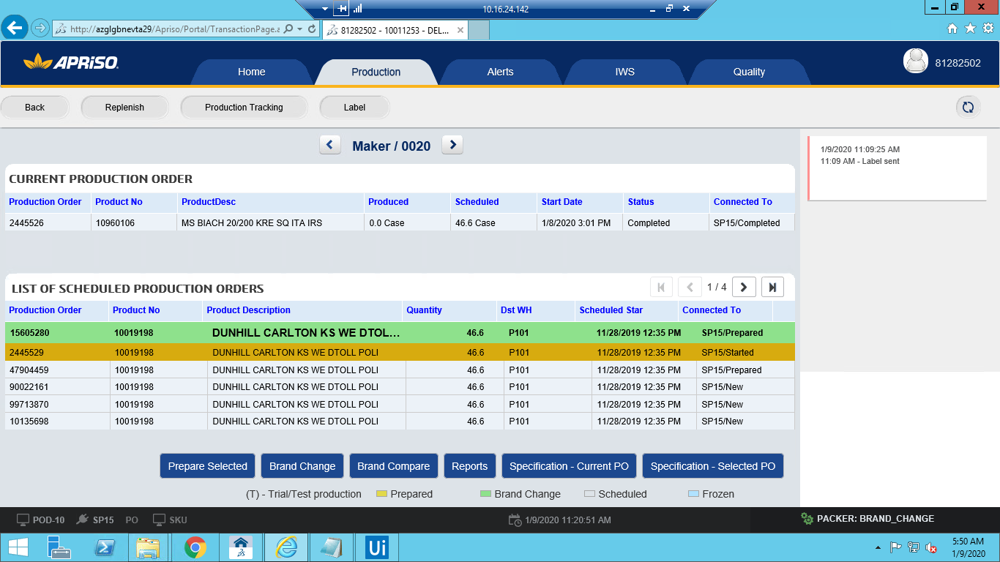 10.16.24.142
http://azglgbnevta29/Apriso/Portal/TransactionPage.a
81282502 - 10011253 - DEL...
APRISO
Home
Production
Alerts
IWS
Quality
81282502
Back
Replenish
Production Tracking
Label
Maker / 0020
1/9/2020 11:09:25 AM
11:09 AM - Label sent
CURRENT PRODUCTION ORDER
Production Order Product No ProductDesc Produced Scheduled Start Date Status Connected To
2445526 10960106 MS BIACH 20/200 KRE SQ ITA IRS 0.0 Case 46.6 Case 1/8/2020 3:01 PM Completed SP15/Completed
LIST OF SCHEDULED PRODUCTION ORDERS
1 / 4
Production Order Product No Product Description Quantity Dst WH Scheduled Star Connected To
15605280 10019198 DUNHILL CARLTON KS WE DTOL... 46.6 P101 11/28/2019 12:35 PM SP15/Prepared
2445529 10019198 DUNHILL CARLTON KS WE DTOLL POLI 46.6 P101 11/28/2019 12:35 PM SP15/Started
47904459 10019198 DUNHILL CARLTON KS WE DTOLL POLI 46.6 P101 11/28/2019 12:35 PM SP15/Prepared
90022161 10019198 DUNHILL CARLTON KS WE DTOLL POLI 46.6 P101 11/28/2019 12:35 PM SP15/New
99713870 10019198 DUNHILL CARLTON KS WE DTOLL POLI 46.6 P101 11/28/2019 12:35 PM SP15/New
10135698 10019198 DUNHILL CARLTON KS WE DTOLL POLI 46.6 P101 11/28/2019 12:35 PM SP15/New
Prepare Selected
Brand Change
Brand Compare
Reports
Specification - Current PO
Specification - Selected PO
(T) - Trial/Test production Prepared Brand Change Scheduled Frozen
POD-10 SP15 PO SKU 1/9/2020 11:20:51 AM PACKER: BRAND_CHANGE
Ui
5:50 AM
1/9/2020